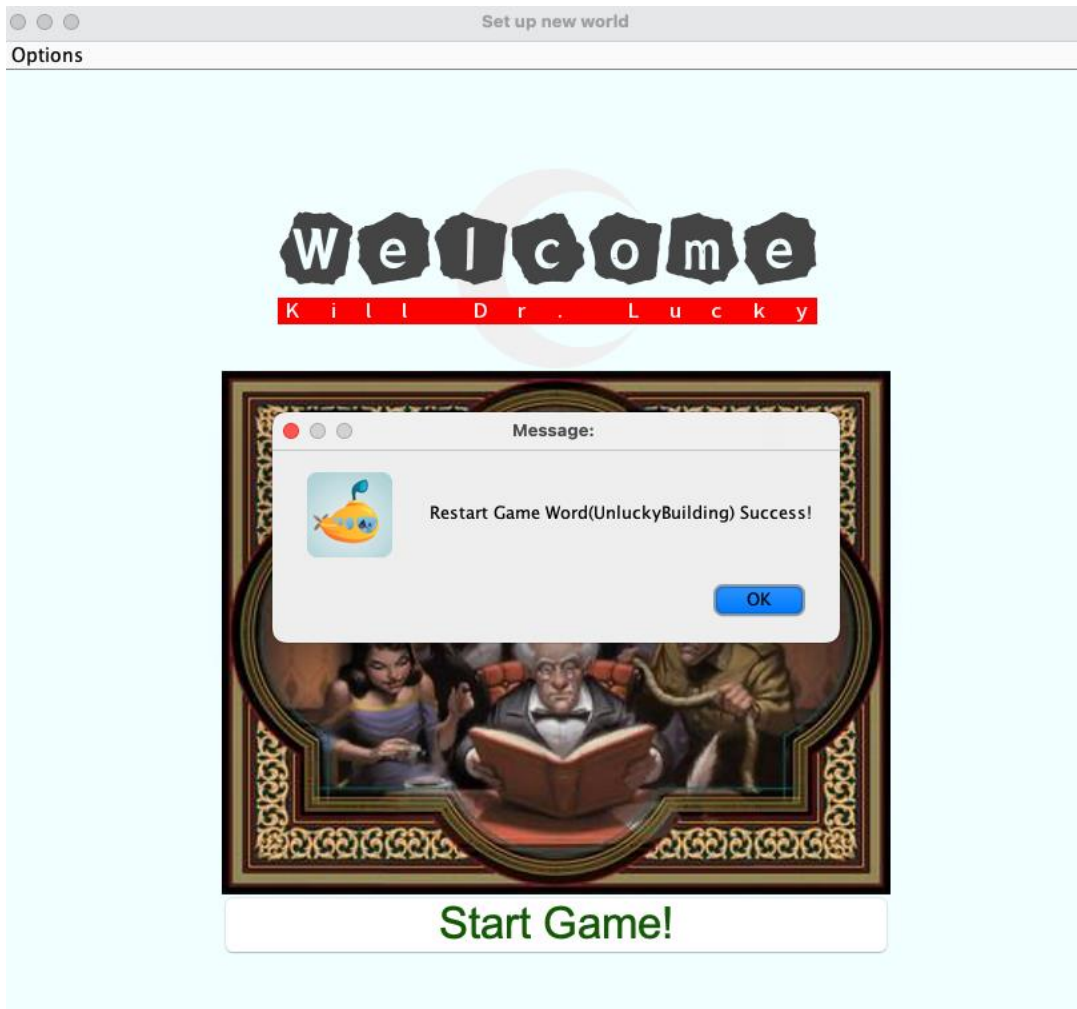 Set up new world
Options
Welcome
Kill Dr. Lucky
Message:
Restart Game Word(UnluckyBuilding) Success!
OK
Start Game!